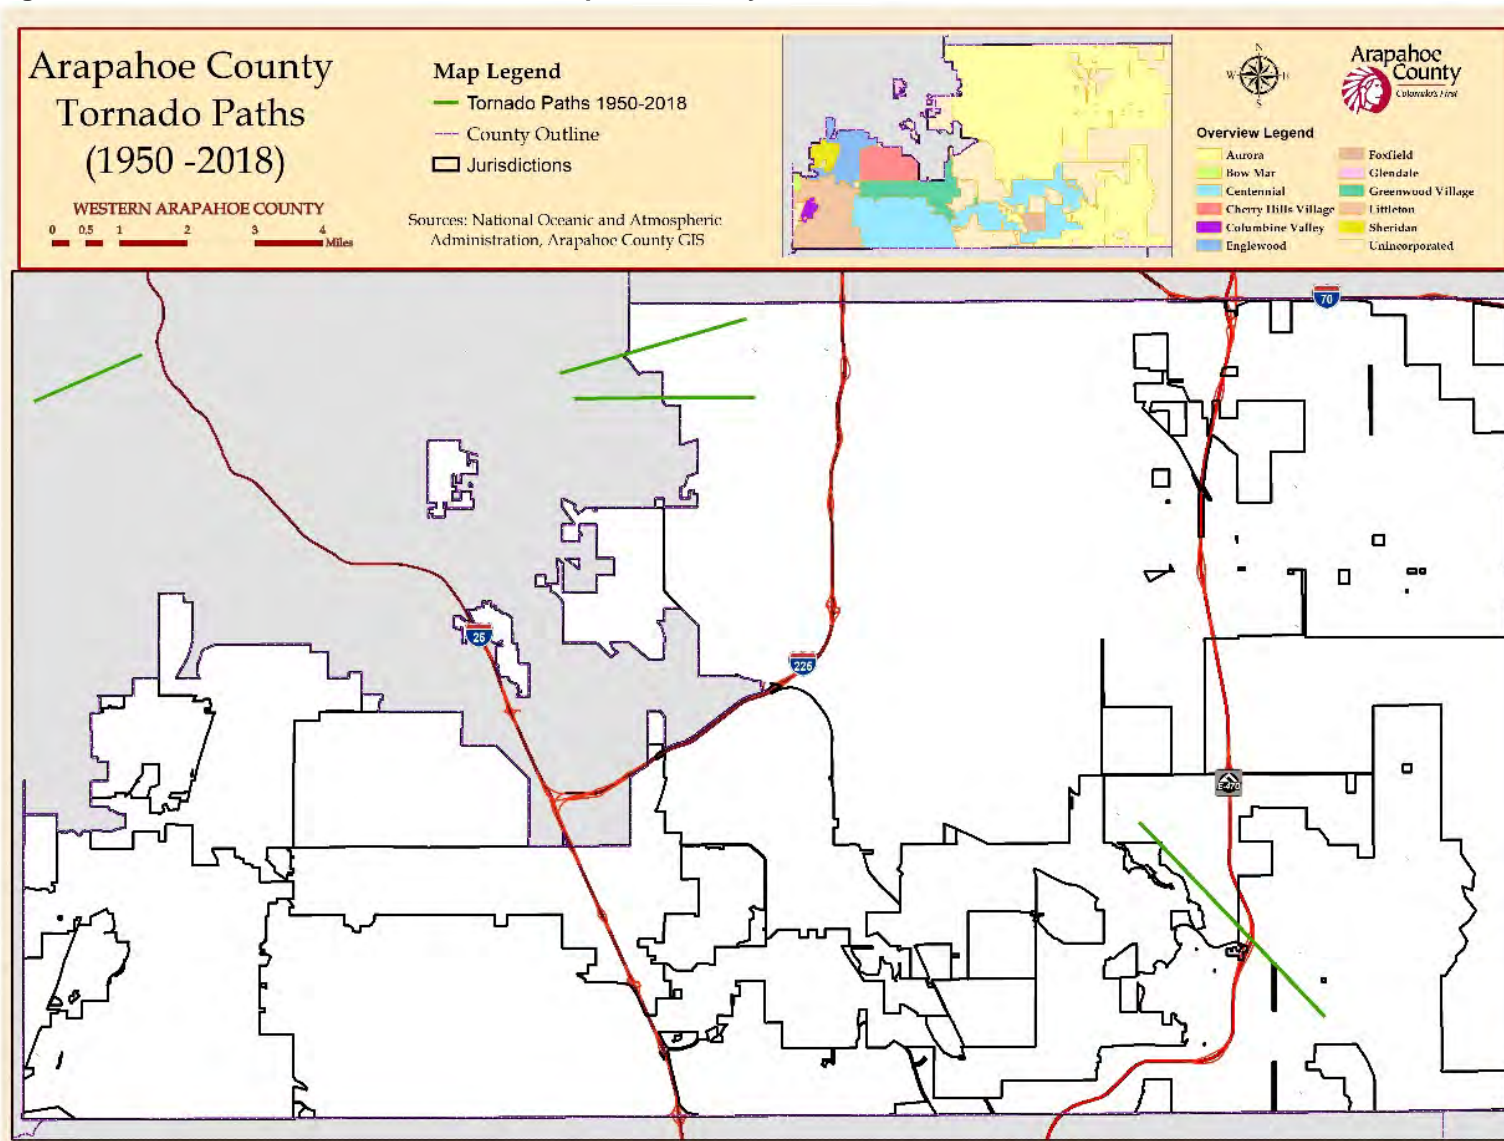 Arapahoe County
Tornado Paths
(1950 -2018)
WESTERN ARAPAHOE COUNTY
0 0.5 1 2 3 4
Miles
Map Legend
Tornado Paths 1950-2018
County Outline
Jurisdictions
Sources: National Oceanic and Atmospheric
Administration, Arapahoe County GIS
N
W E
S
Arapahoe
County
Colorado's First
Overview Legend
Aurora
Bow Mar
Centennial
Cherry Hills Village
Columbine Valley
Englewood
Foxfield
Glendale
Greenwood Village
Littleton
Sheridan
Unincorporated
70
25
225
E-470